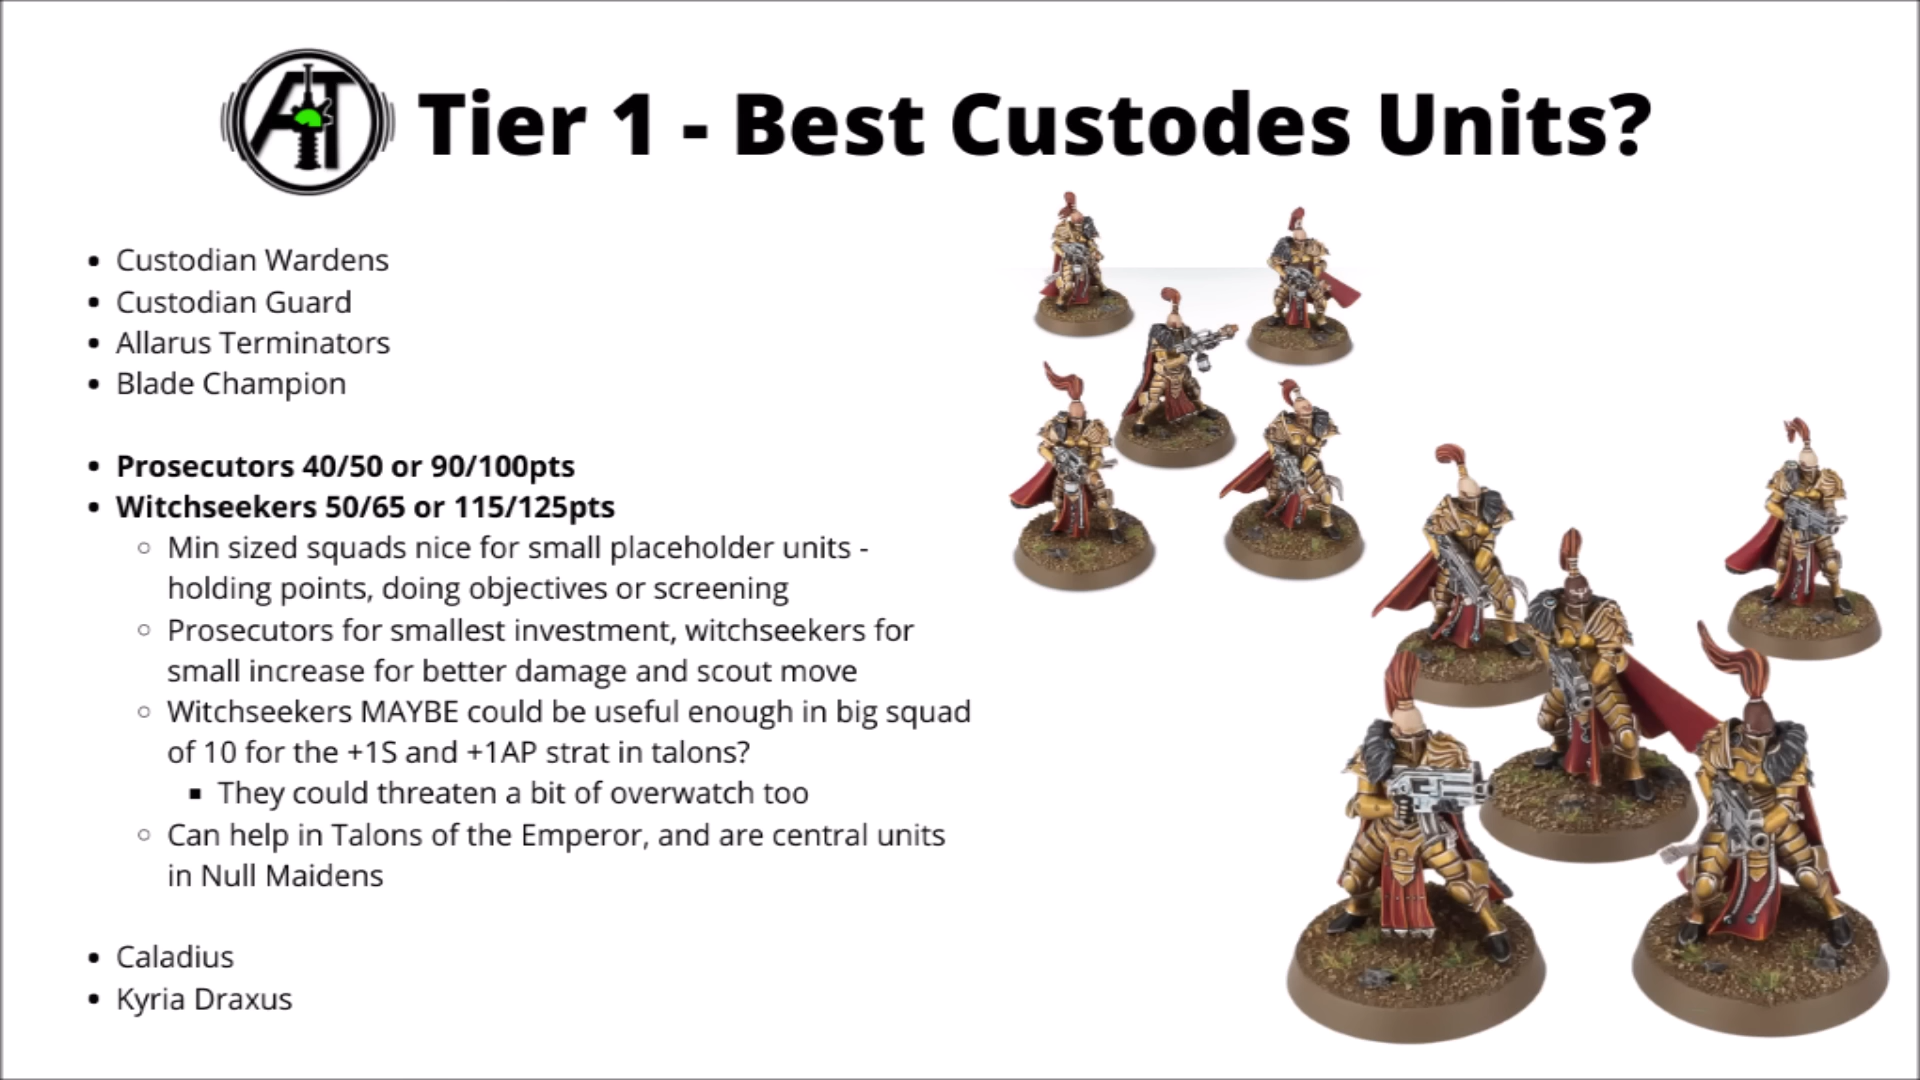 AT
Tier 1 - Best Custodes Units?
• Custodian Wardens
• Custodian Guard
• Allarus Terminators
• Blade Champion
• Prosecutors 40/50 or 90/100pts
• Witchseekers 50/65 or 115/125pts
○ Min sized squads nice for small placeholder units -
holding points, doing objectives or screening
○ Prosecutors for smallest investment, witchseekers for
small increase for better damage and scout move
○ Witchseekers MAYBE could be useful enough in big squad
of 10 for the +1S and +1AP strat in talons?
▪ They could threaten a bit of overwatch too
○ Can help in Talons of the Emperor, and are central units
in Null Maidens
• Caladius
• Kyria Draxus